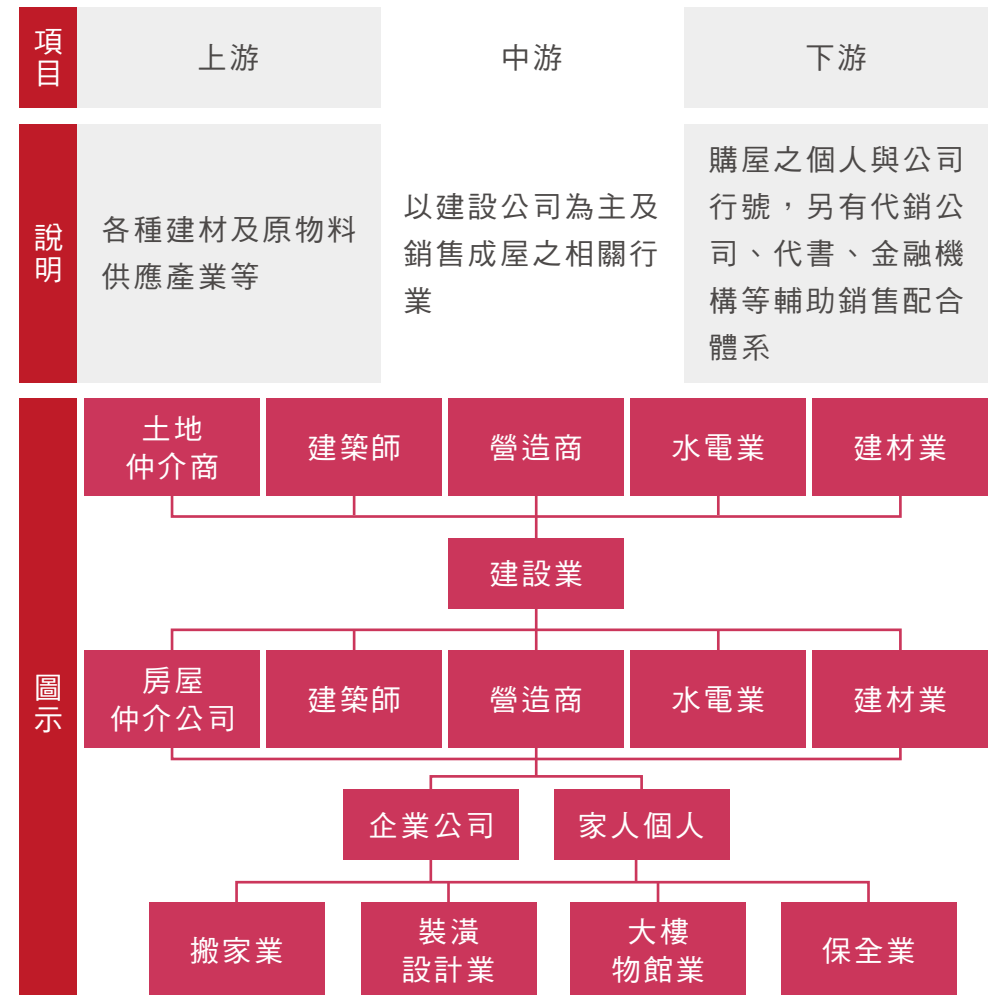 項目
上游
中游
下游
說明
各種建材及原物料
供應產業等
以建設公司為主及
銷售成屋之相關行
業
購屋之個人與公司
行號，另有代銷公
司、代書、金融機
構等輔助銷售配合
體系
圖示
土地
仲介商
建築師
營造商
水電業
建材業
建設業
房屋
仲介公司
建築師
營造商
水電業
建材業
企業公司
家人個人
搬家業
裝潢
設計業
大樓
物館業
保全業